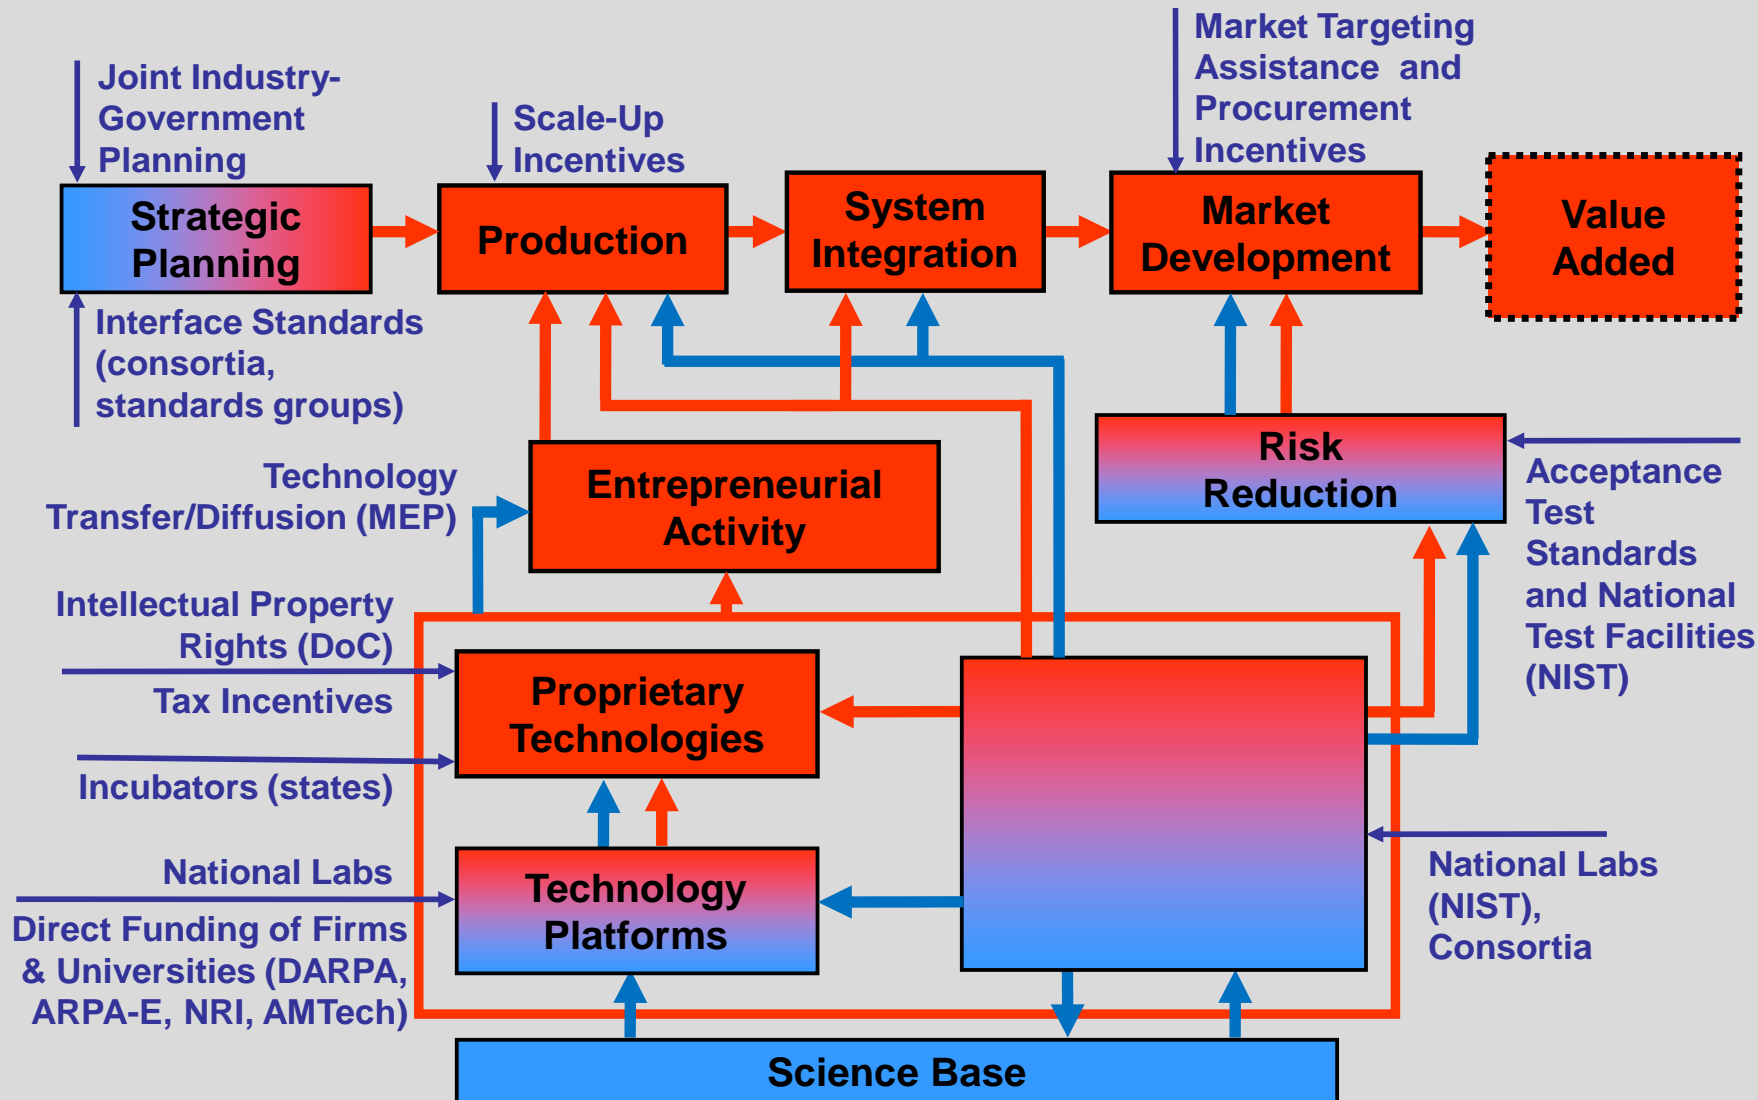 Market Targeting
Assistance and
Procurement
Incentives
Joint Industry-
Government
Planning
Scale-Up
Incentives
Strategic
Planning
Production
System
Integration
Market
Development
Value
Added
Interface Standards
(consortia,
standards groups)
Risk
Reduction
Technology
Transfer/Diffusion (MEP)
Entrepreneurial
Activity
Acceptance
Test
Standards
and National
Test Facilities
(NIST)
Intellectual Property
Rights (DoC)
Tax Incentives
Proprietary
Technologies
Incubators (states)
National Labs
Direct Funding of Firms
& Universities (DARPA,
ARPA-E, NRI, AMTech)
Technology
Platforms
National Labs
(NIST),
Consortia
Science Base